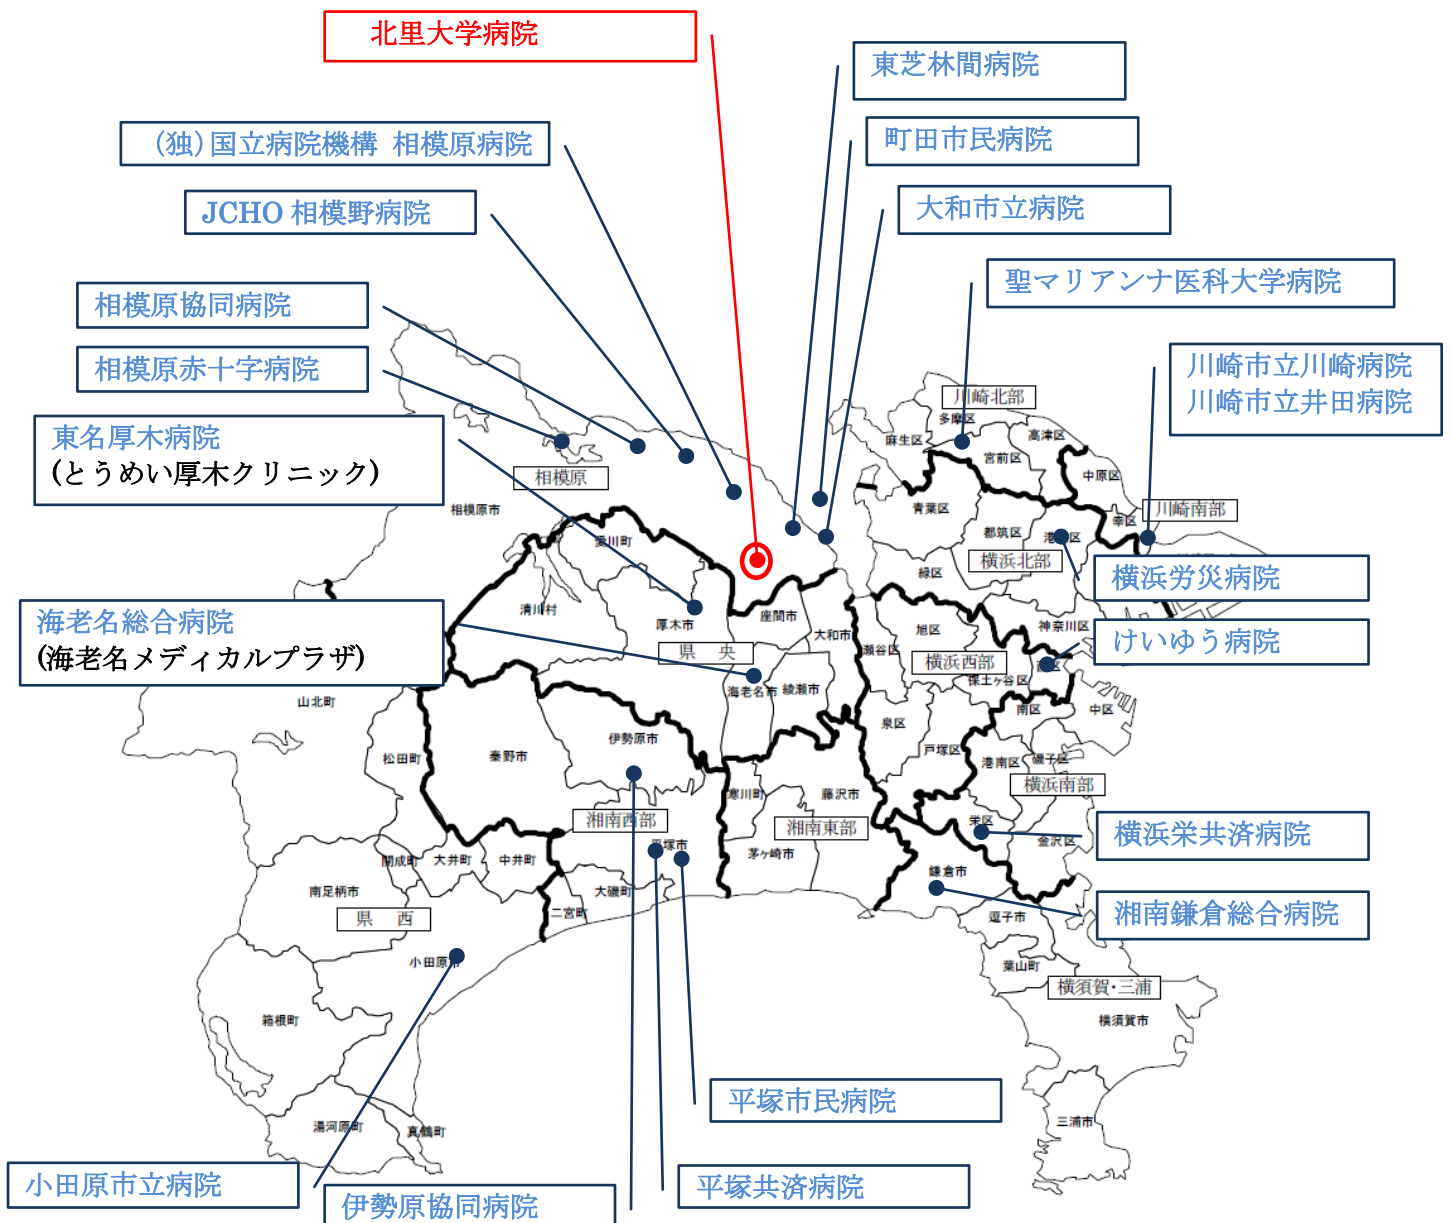 北里大学病院
東芝林間病院
(独)国立病院機構 相模原病院
町田市民病院
JCHO 相模野病院
大和市立病院
聖マリアンナ医科大学病院
相模原協同病院
相模原赤十字病院
川崎市立川崎病院
川崎市立井田病院
東名厚木病院
(とうめい厚木クリニック)
海老名総合病院
(海老名メディカルプラザ)
横浜労災病院
けいゆう病院
横浜栄共済病院
湘南鎌倉総合病院
平塚市民病院
平塚共済病院
伊勢原協同病院
小田原市立病院
川崎北部
多摩区
麻生区
高津区
宮前区
中原区
相模原
相模原市
青葉区
都筑区
幸区
川崎南部
横浜北部
緑区
愛川町
清川村
厚木市
座間市
大和市
県 央
海老名市
綾瀬市
瀬谷区
旭区
神奈川区
横浜西部
保土ヶ谷区
南区
中区
泉区
戸塚区
港南区
磯子区
横浜南部
栄区
金沢区
山北町
松田町
秦野市
伊勢原市
湘南西部
平塚市
寒川町
藤沢市
湘南東部
茅ヶ崎市
鎌倉市
開成町
大井町
中井町
大磯町
二宮町
南足柄市
県 西
小田原市
逗子市
葉山町
横須賀・三浦
横須賀市
箱根町
湯河原町
真鶴町
三浦市